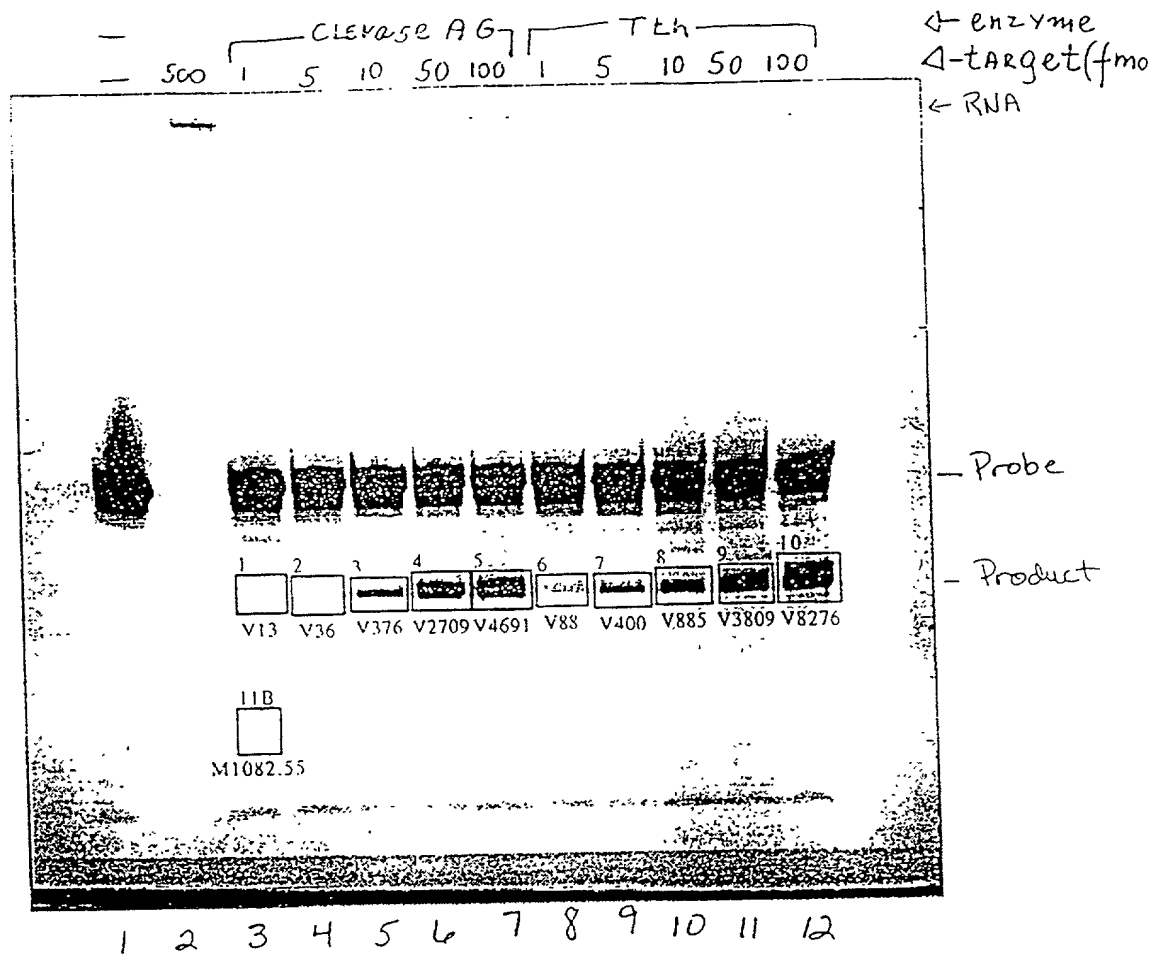 — Clevase AG Tth ← enzyme
— 500 1 5 10 50 100 1 5 10 50 100 ◁-tARget(fmo
← RNA
— Probe
1 2 3 4 5 6 7 8 9 10
— Product
V13 V36 V376 V2709 V4691 V88 V400 V885 V3809 V8276
11B
M1082.55
1 2 3 4 5 6 7 8 9 10 11 12